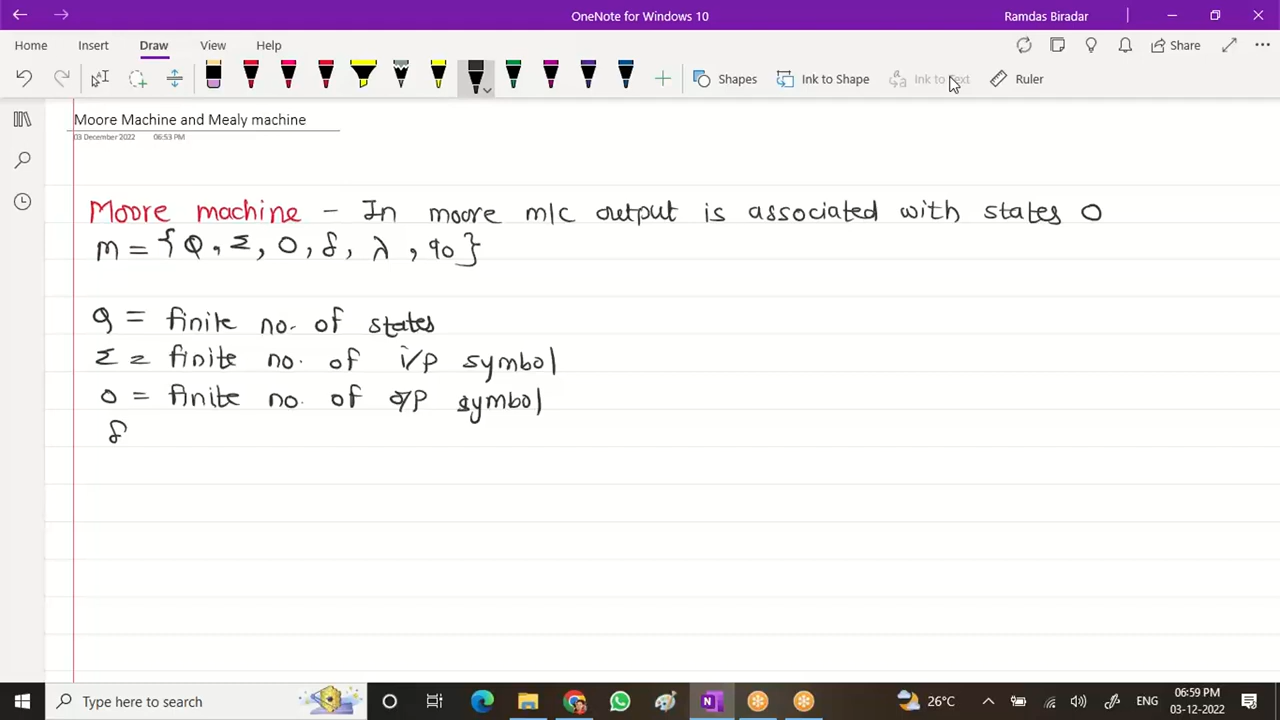 OneNote for Windows 10
Ramdas Biradar
Home Insert Draw View Help
Share
Shapes Ink to Shape Ink to Text Ruler
Moore Machine and Mealy machine
03 December 2022 06:53 PM
Moore machine - In moore m/c output is associated with states O
m = {Q, Σ, O, δ, λ, q0}
Q = finite no. of states
Σ = finite no. of i/p symbol
O = finite no. of o/p symbol
δ
Type here to search
26°C
ENG
06:59 PM
03-12-2022